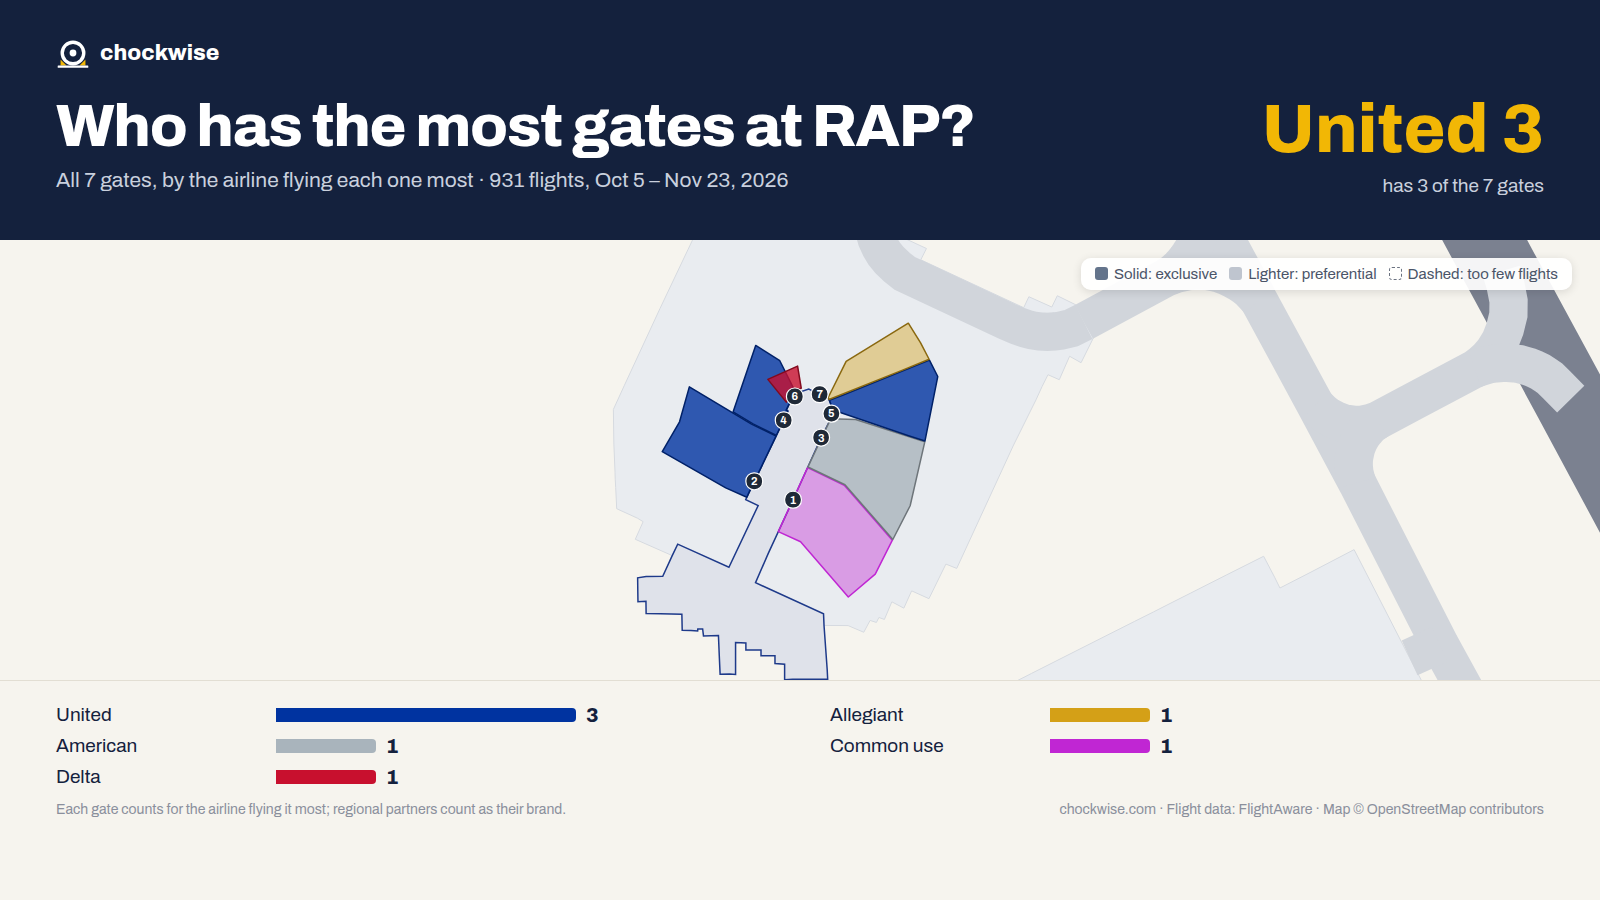 chockwise
Who has the most gates at RAP?
All 7 gates, by the airline flying each one most · 931 flights, Oct 5 – Nov 23, 2026
United 3
has 3 of the 7 gates
Solid: exclusive Lighter: preferential Dashed: too few flights
6
7
4
5
3
2
1
United 3
American 1
Delta 1
Allegiant 1
Common use 1
Each gate counts for the airline flying it most; regional partners count as their brand.
chockwise.com · Flight data: FlightAware · Map © OpenStreetMap contributors